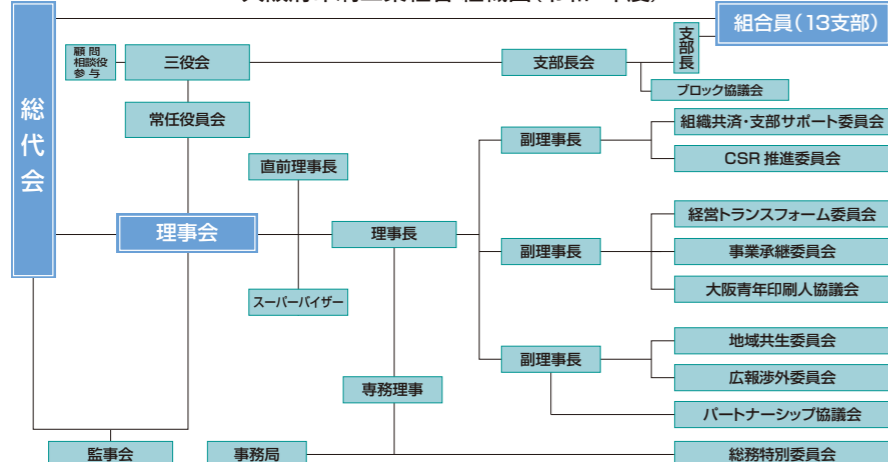 組合員(13支部)
総代会
顧問
相談役
参与
三役会
支部長会
支部長
ブロック協議会
常任役員会
副理事長
組織共済・支部サポート委員会
CSR 推進委員会
直前理事長
理事会
理事長
副理事長
経営トランスフォーム委員会
事業承継委員会
大阪青年印刷人協議会
スーパーバイザー
副理事長
地域共生委員会
広報渉外委員会
専務理事
パートナーシップ協議会
監事会
事務局
総務特別委員会